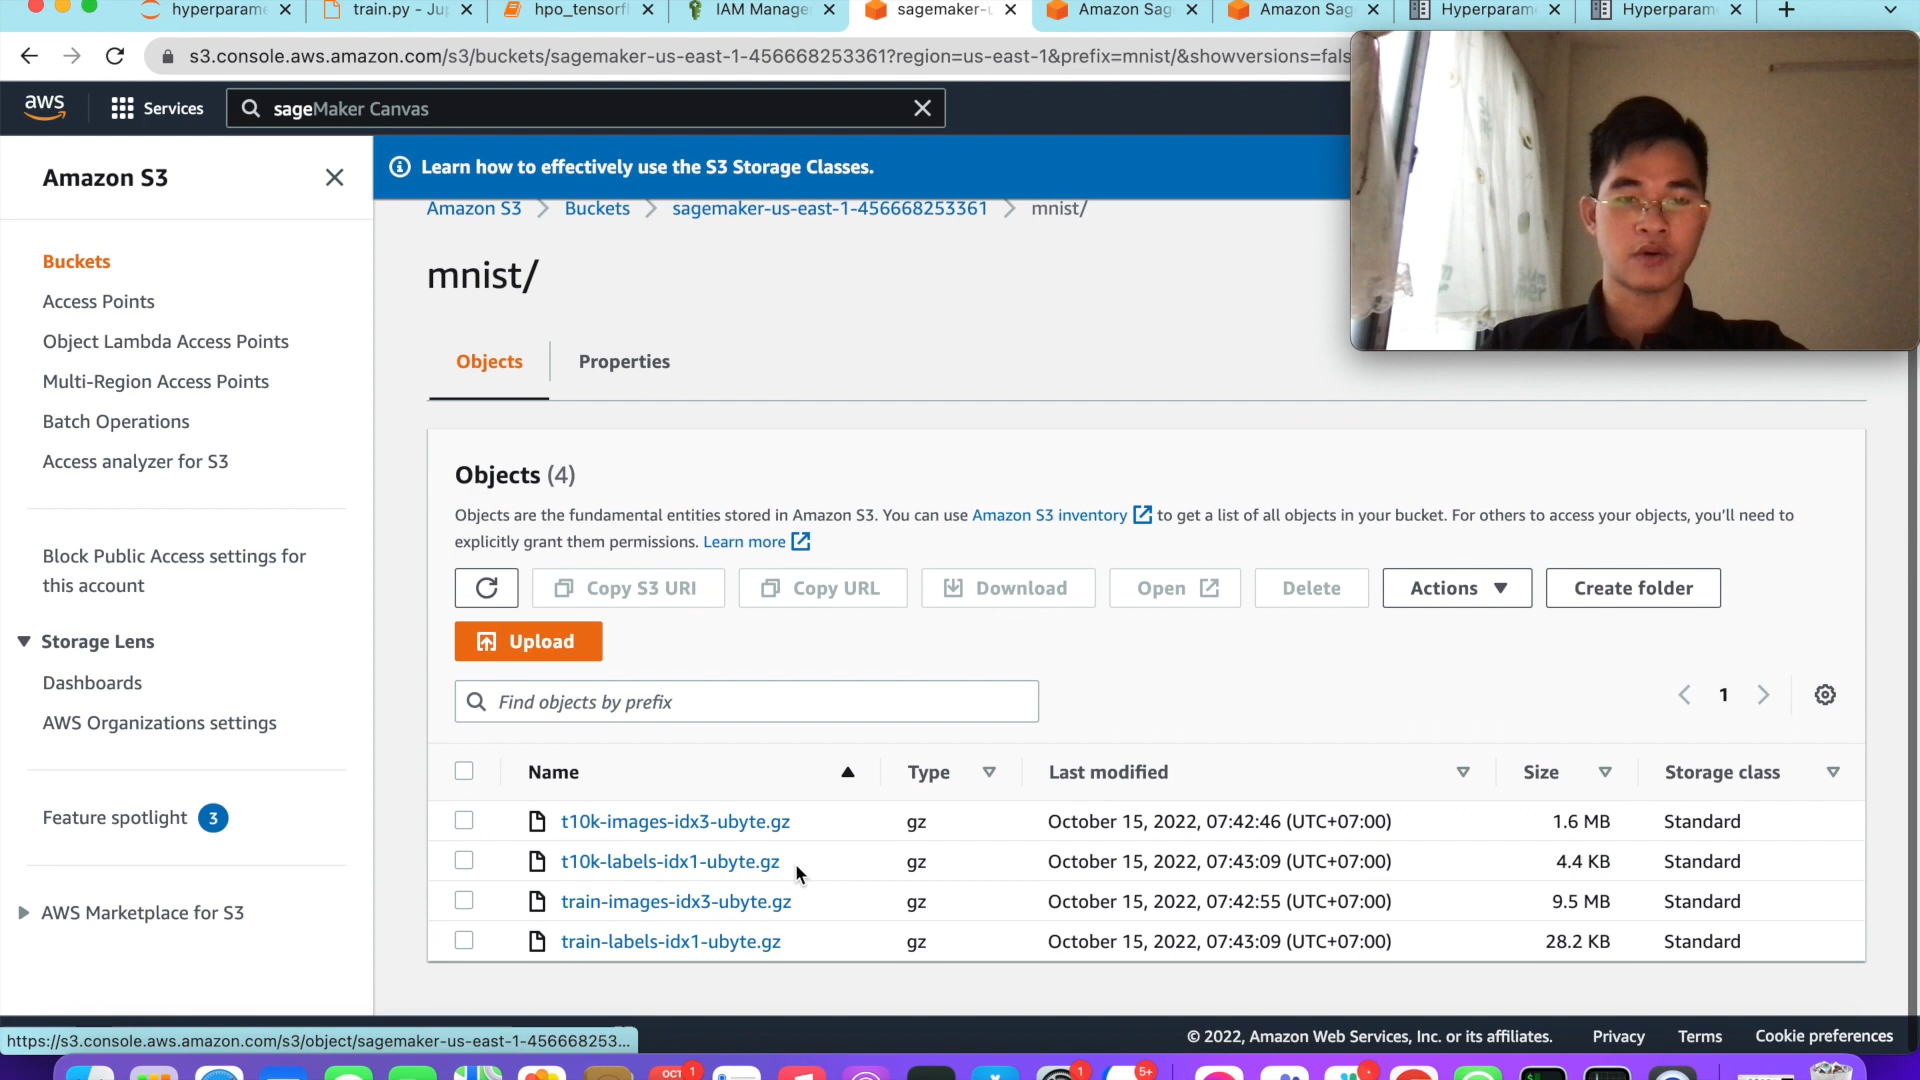 hyperparame
train.py - Jup
hpo_tensorfl
IAM Manage
sagemaker-u
Amazon Sag
Amazon Sag
Hyperparam
Hyperparam
s3.console.aws.amazon.com/s3/buckets/sagemaker-us-east-1-456668253361?region=us-east-1&prefix=mnist/&showversions=fals
aws
Services
sageMaker Canvas
Amazon S3
Learn how to effectively use the S3 Storage Classes.
Amazon S3 Buckets sagemaker-us-east-1-456668253361 mnist/
mnist/
Buckets
Access Points
Object Lambda Access Points
Multi-Region Access Points
Batch Operations
Access analyzer for S3
Block Public Access settings for
this account
Storage Lens
Dashboards
AWS Organizations settings
Feature spotlight 3
AWS Marketplace for S3
Objects Properties
Objects (4)
Objects are the fundamental entities stored in Amazon S3. You can use Amazon S3 inventory to get a list of all objects in your bucket. For others to access your objects, you'll need to
explicitly grant them permissions. Learn more
Copy S3 URI Copy URL Download Open Delete Actions Create folder
Upload
Find objects by prefix
1
Name Type Last modified Size Storage class
t10k-images-idx3-ubyte.gz gz October 15, 2022, 07:42:46 (UTC+07:00) 1.6 MB Standard
t10k-labels-idx1-ubyte.gz gz October 15, 2022, 07:43:09 (UTC+07:00) 4.4 KB Standard
train-images-idx3-ubyte.gz gz October 15, 2022, 07:42:55 (UTC+07:00) 9.5 MB Standard
train-labels-idx1-ubyte.gz gz October 15, 2022, 07:43:09 (UTC+07:00) 28.2 KB Standard
https://s3.console.aws.amazon.com/s3/object/sagemaker-us-east-1-456668253...
© 2022, Amazon Web Services, Inc. or its affiliates. Privacy Terms Cookie preferences
OCT 1
1
5+